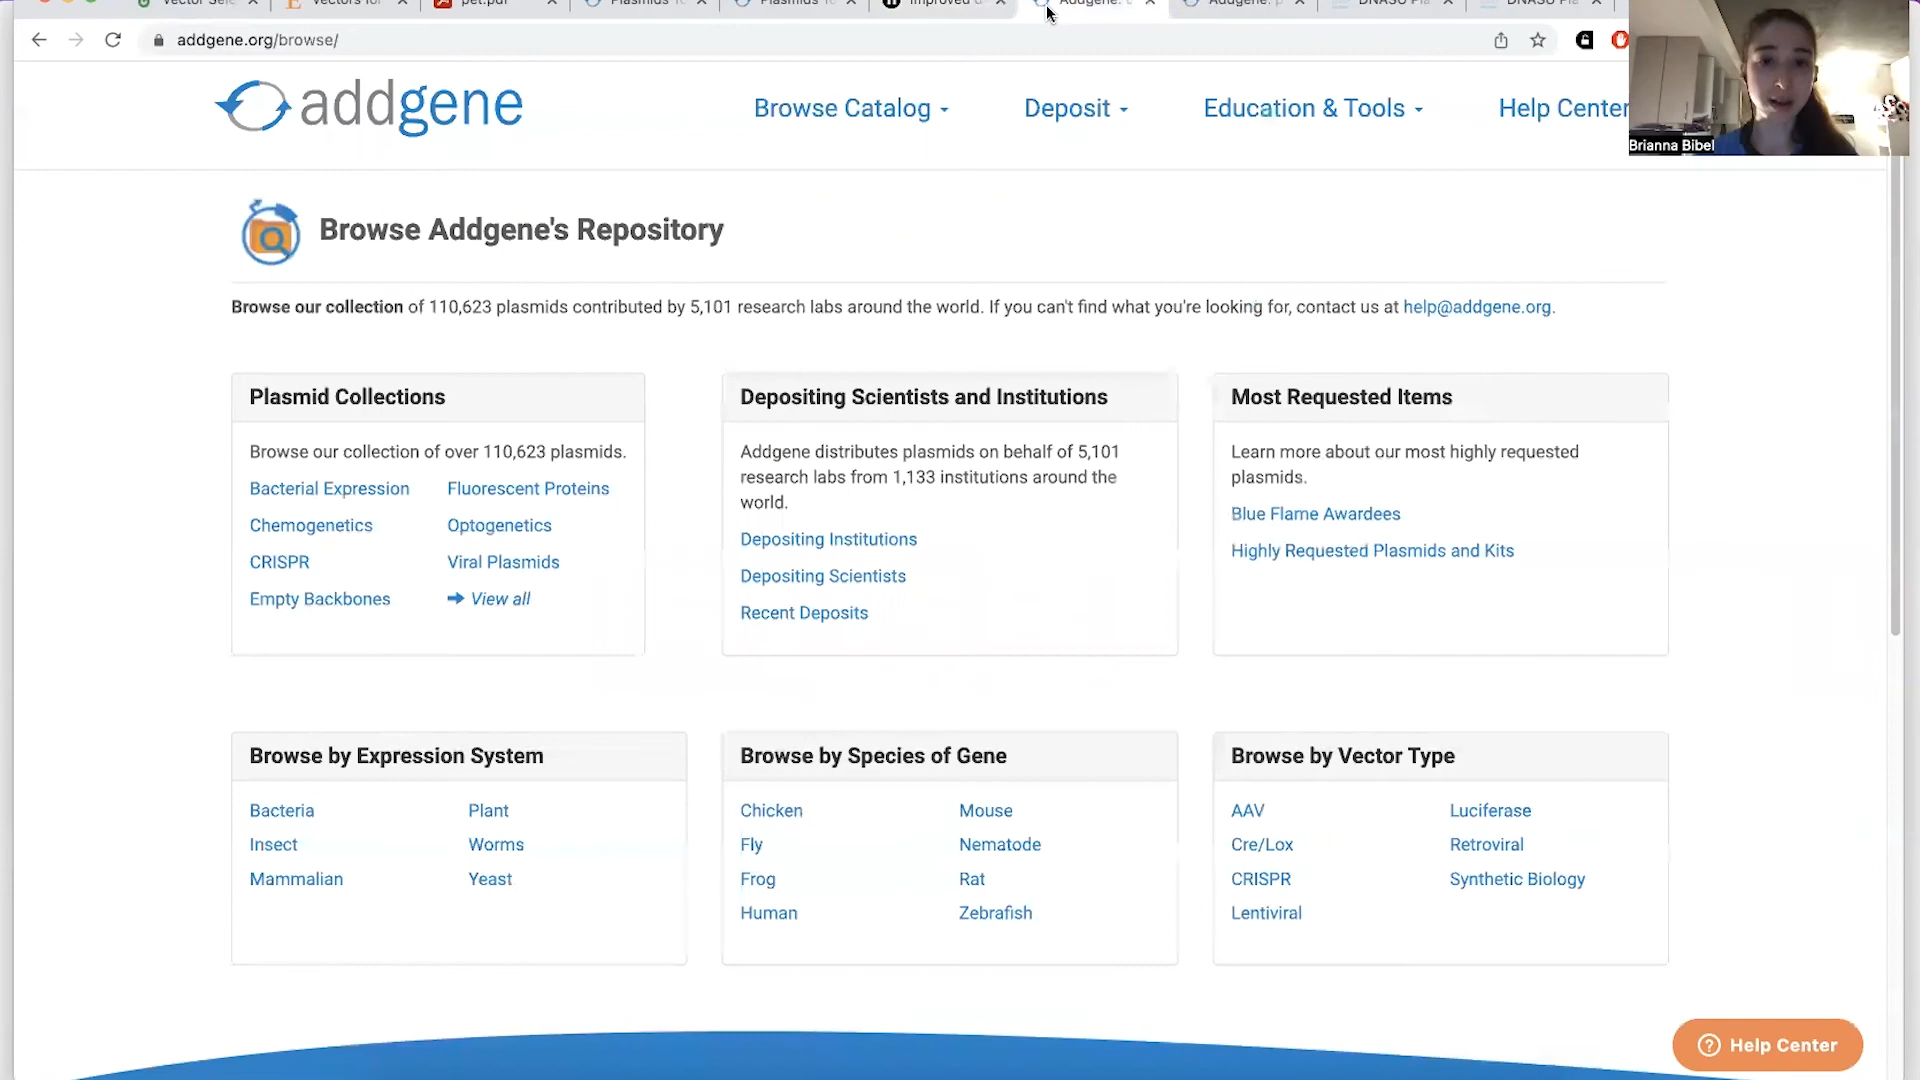 Vectors for
pet.pdf
Improved
addgene.org/browse/
addgene
Browse Catalog
Deposit
Education & Tools
Help Center
Brianna Bibel
Browse Addgene's Repository
Browse our collection of 110,623 plasmids contributed by 5,101 research labs around the world. If you can't find what you're looking for, contact us at help@addgene.org.
Plasmid Collections
Browse our collection of over 110,623 plasmids.
Bacterial Expression
Fluorescent Proteins
Chemogenetics
Optogenetics
CRISPR
Viral Plasmids
Empty Backbones
View all
Depositing Scientists and Institutions
Addgene distributes plasmids on behalf of 5,101
research labs from 1,133 institutions around the
world.
Depositing Institutions
Depositing Scientists
Recent Deposits
Most Requested Items
Learn more about our most highly requested
plasmids.
Blue Flame Awardees
Highly Requested Plasmids and Kits
Browse by Expression System
Bacteria
Plant
Insect
Worms
Mammalian
Yeast
Browse by Species of Gene
Chicken
Mouse
Fly
Nematode
Frog
Rat
Human
Zebrafish
Browse by Vector Type
AAV
Luciferase
Cre/Lox
Retroviral
CRISPR
Synthetic Biology
Lentiviral
Help Center